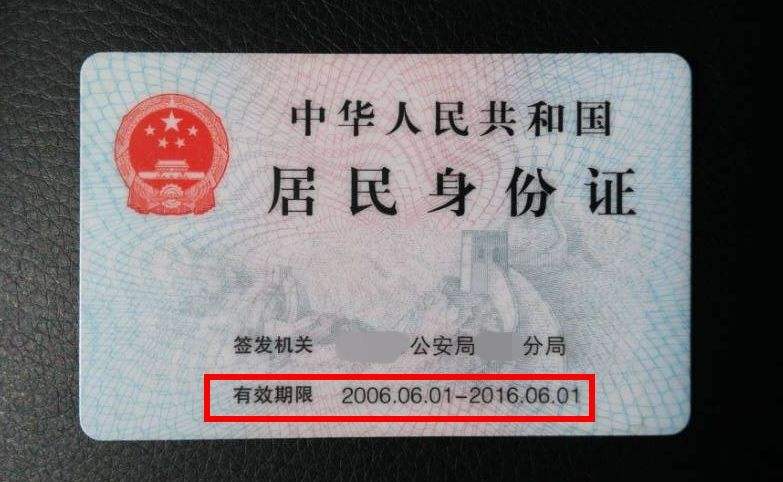 中华人民共和国
居民身份证
签发机关 公安局 分局
有效期限 2006.06.01-2016.06.01